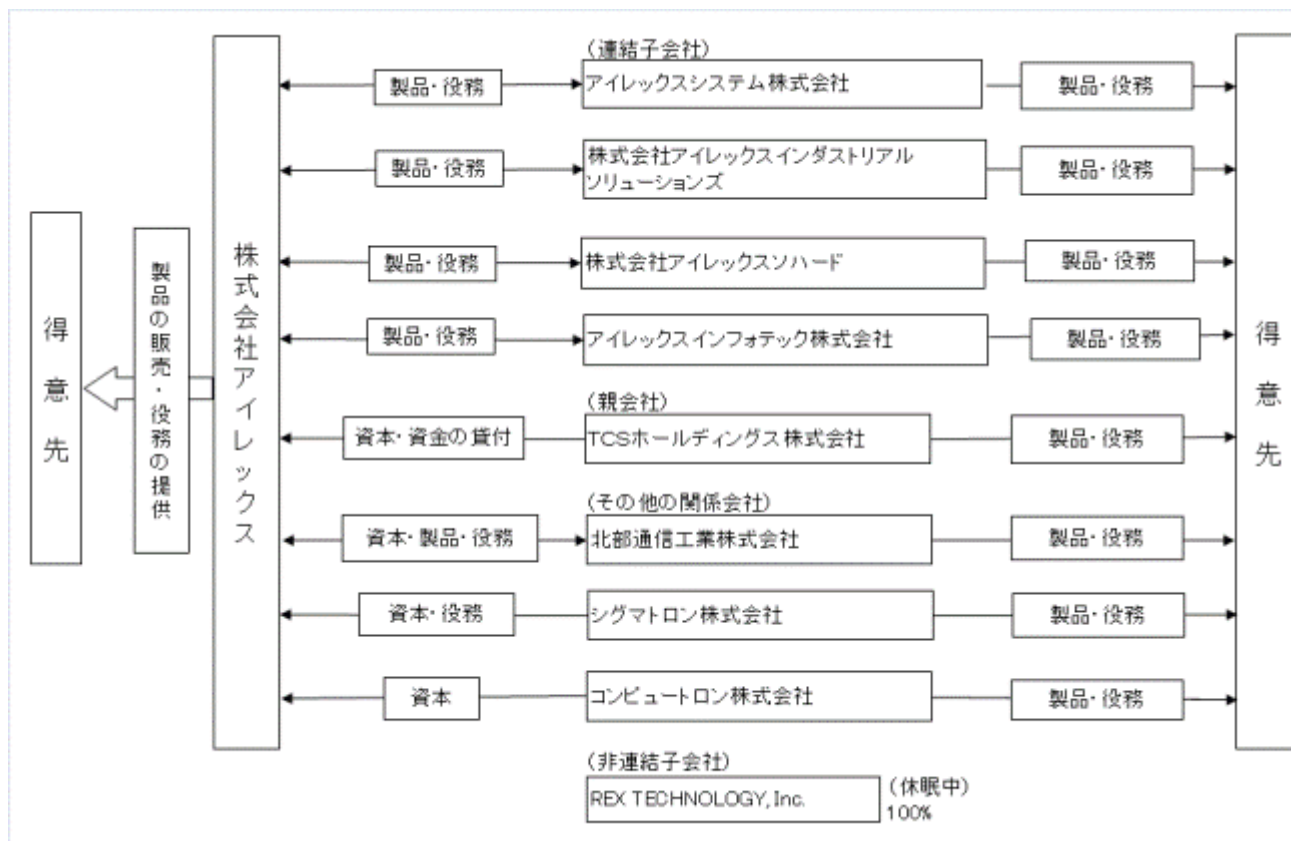 得意先
製品の販売・役務の提供
株式会社アイレックス
(連結子会社)
製品・役務
アイレックスシステム株式会社
製品・役務
製品・役務
株式会社アイレックスインダストリアル
ソリューションズ
製品・役務
製品・役務
株式会社アイレックスソハード
製品・役務
製品・役務
アイレックスインフォテック株式会社
製品・役務
(親会社)
資本・資金の貸付
TCSホールディングス株式会社
製品・役務
(その他の関係会社)
資本・製品・役務
北部通信工業株式会社
製品・役務
資本・役務
シグマトロン株式会社
製品・役務
資本
コンピュートロン株式会社
製品・役務
(非連結子会社)
REX TECHNOLOGY, Inc.
(休眠中)
100%
得意先